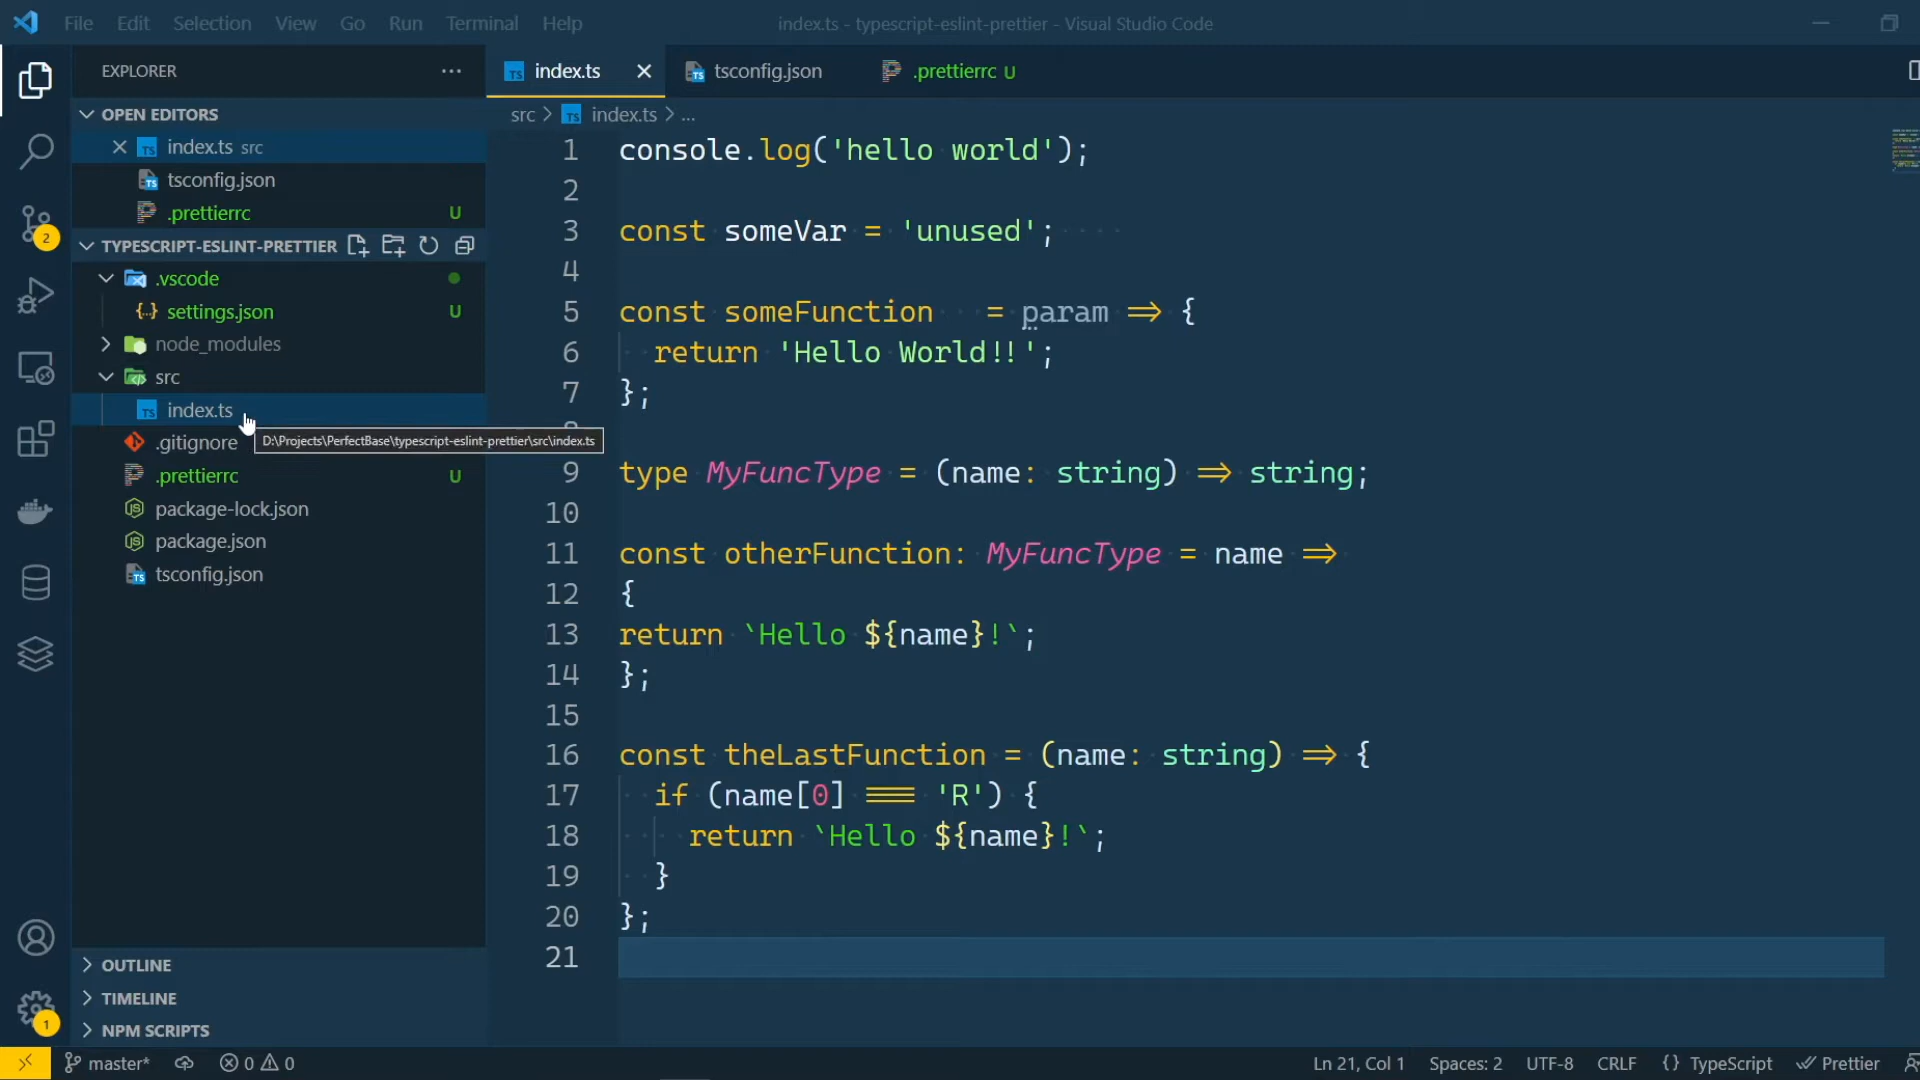 File Edit Selection View Go Run Terminal Help
index.ts - typescript-eslint-prettier - Visual Studio Code
EXPLORER
OPEN EDITORS
index.ts src
tsconfig.json
.prettierrc U
TYPESCRIPT-ESLINT-PRETTIER
.vscode
settings.json U
node_modules
src
index.ts
D:\Projects\PerfectBase\typescript-eslint-prettier\src\index.ts
.gitignore
.prettierrc U
package-lock.json
package.json
tsconfig.json
OUTLINE
TIMELINE
NPM SCRIPTS
2
1
index.ts tsconfig.json .prettierrc U
src > index.ts > ...
1 console.log('hello world');
2
3 const someVar = 'unused';
4
5 const someFunction   = param => {
6   return 'Hello World!!';
7 };
9 type MyFuncType = (name: string) => string;
10
11 const otherFunction: MyFuncType = name =>
12 {
13 return `Hello ${name}!`;
14 };
15
16 const theLastFunction = (name: string) => {
17   if (name[0] === 'R') {
18     return `Hello ${name}!`;
19   }
20 };
21
master* 0 0 Ln 21, Col 1 Spaces: 2 UTF-8 CRLF {} TypeScript Prettier